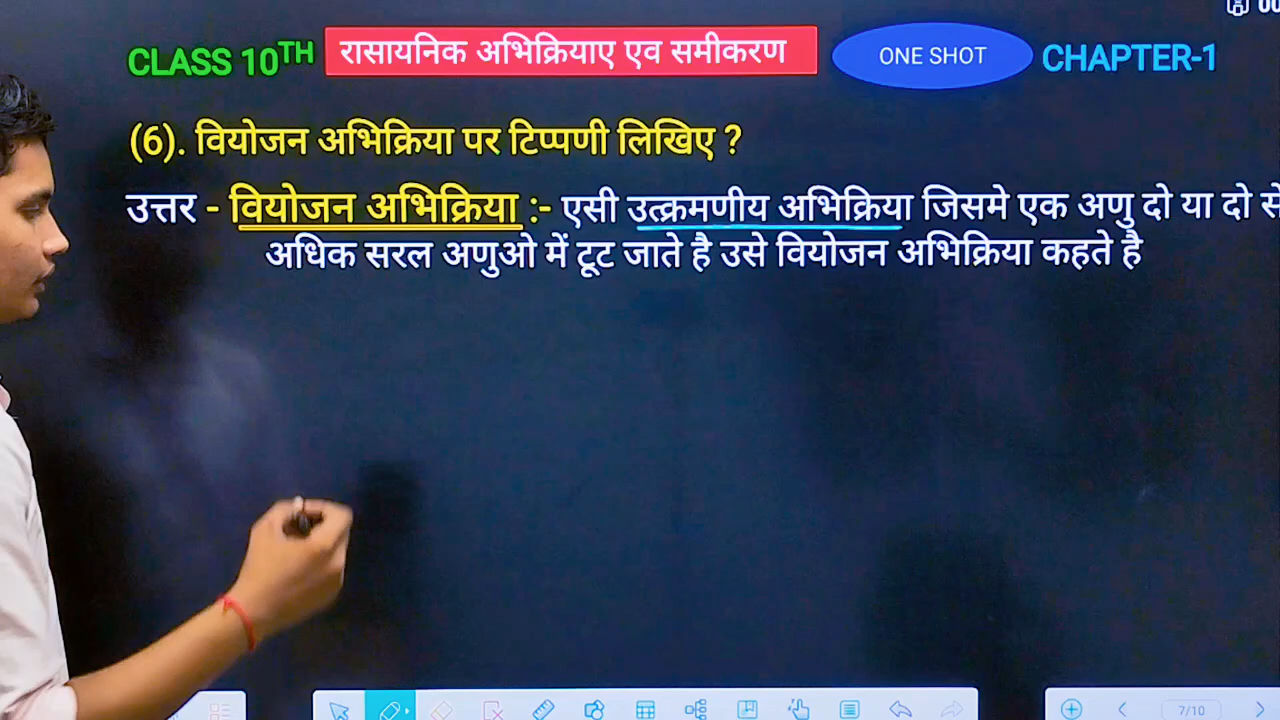 CLASS 10TH रासायनिक अभिक्रियाए एव समीकरण ONE SHOT CHAPTER-1
(6). वियोजन अभिक्रिया पर टिप्पणी लिखिए ?
उत्तर - वियोजन अभिक्रिया :- एसी उत्क्रमणीय अभिक्रिया जिसमे एक अणु दो या दो से
अधिक सरल अणुओ में टूट जाते है उसे वियोजन अभिक्रिया कहते है
7/10